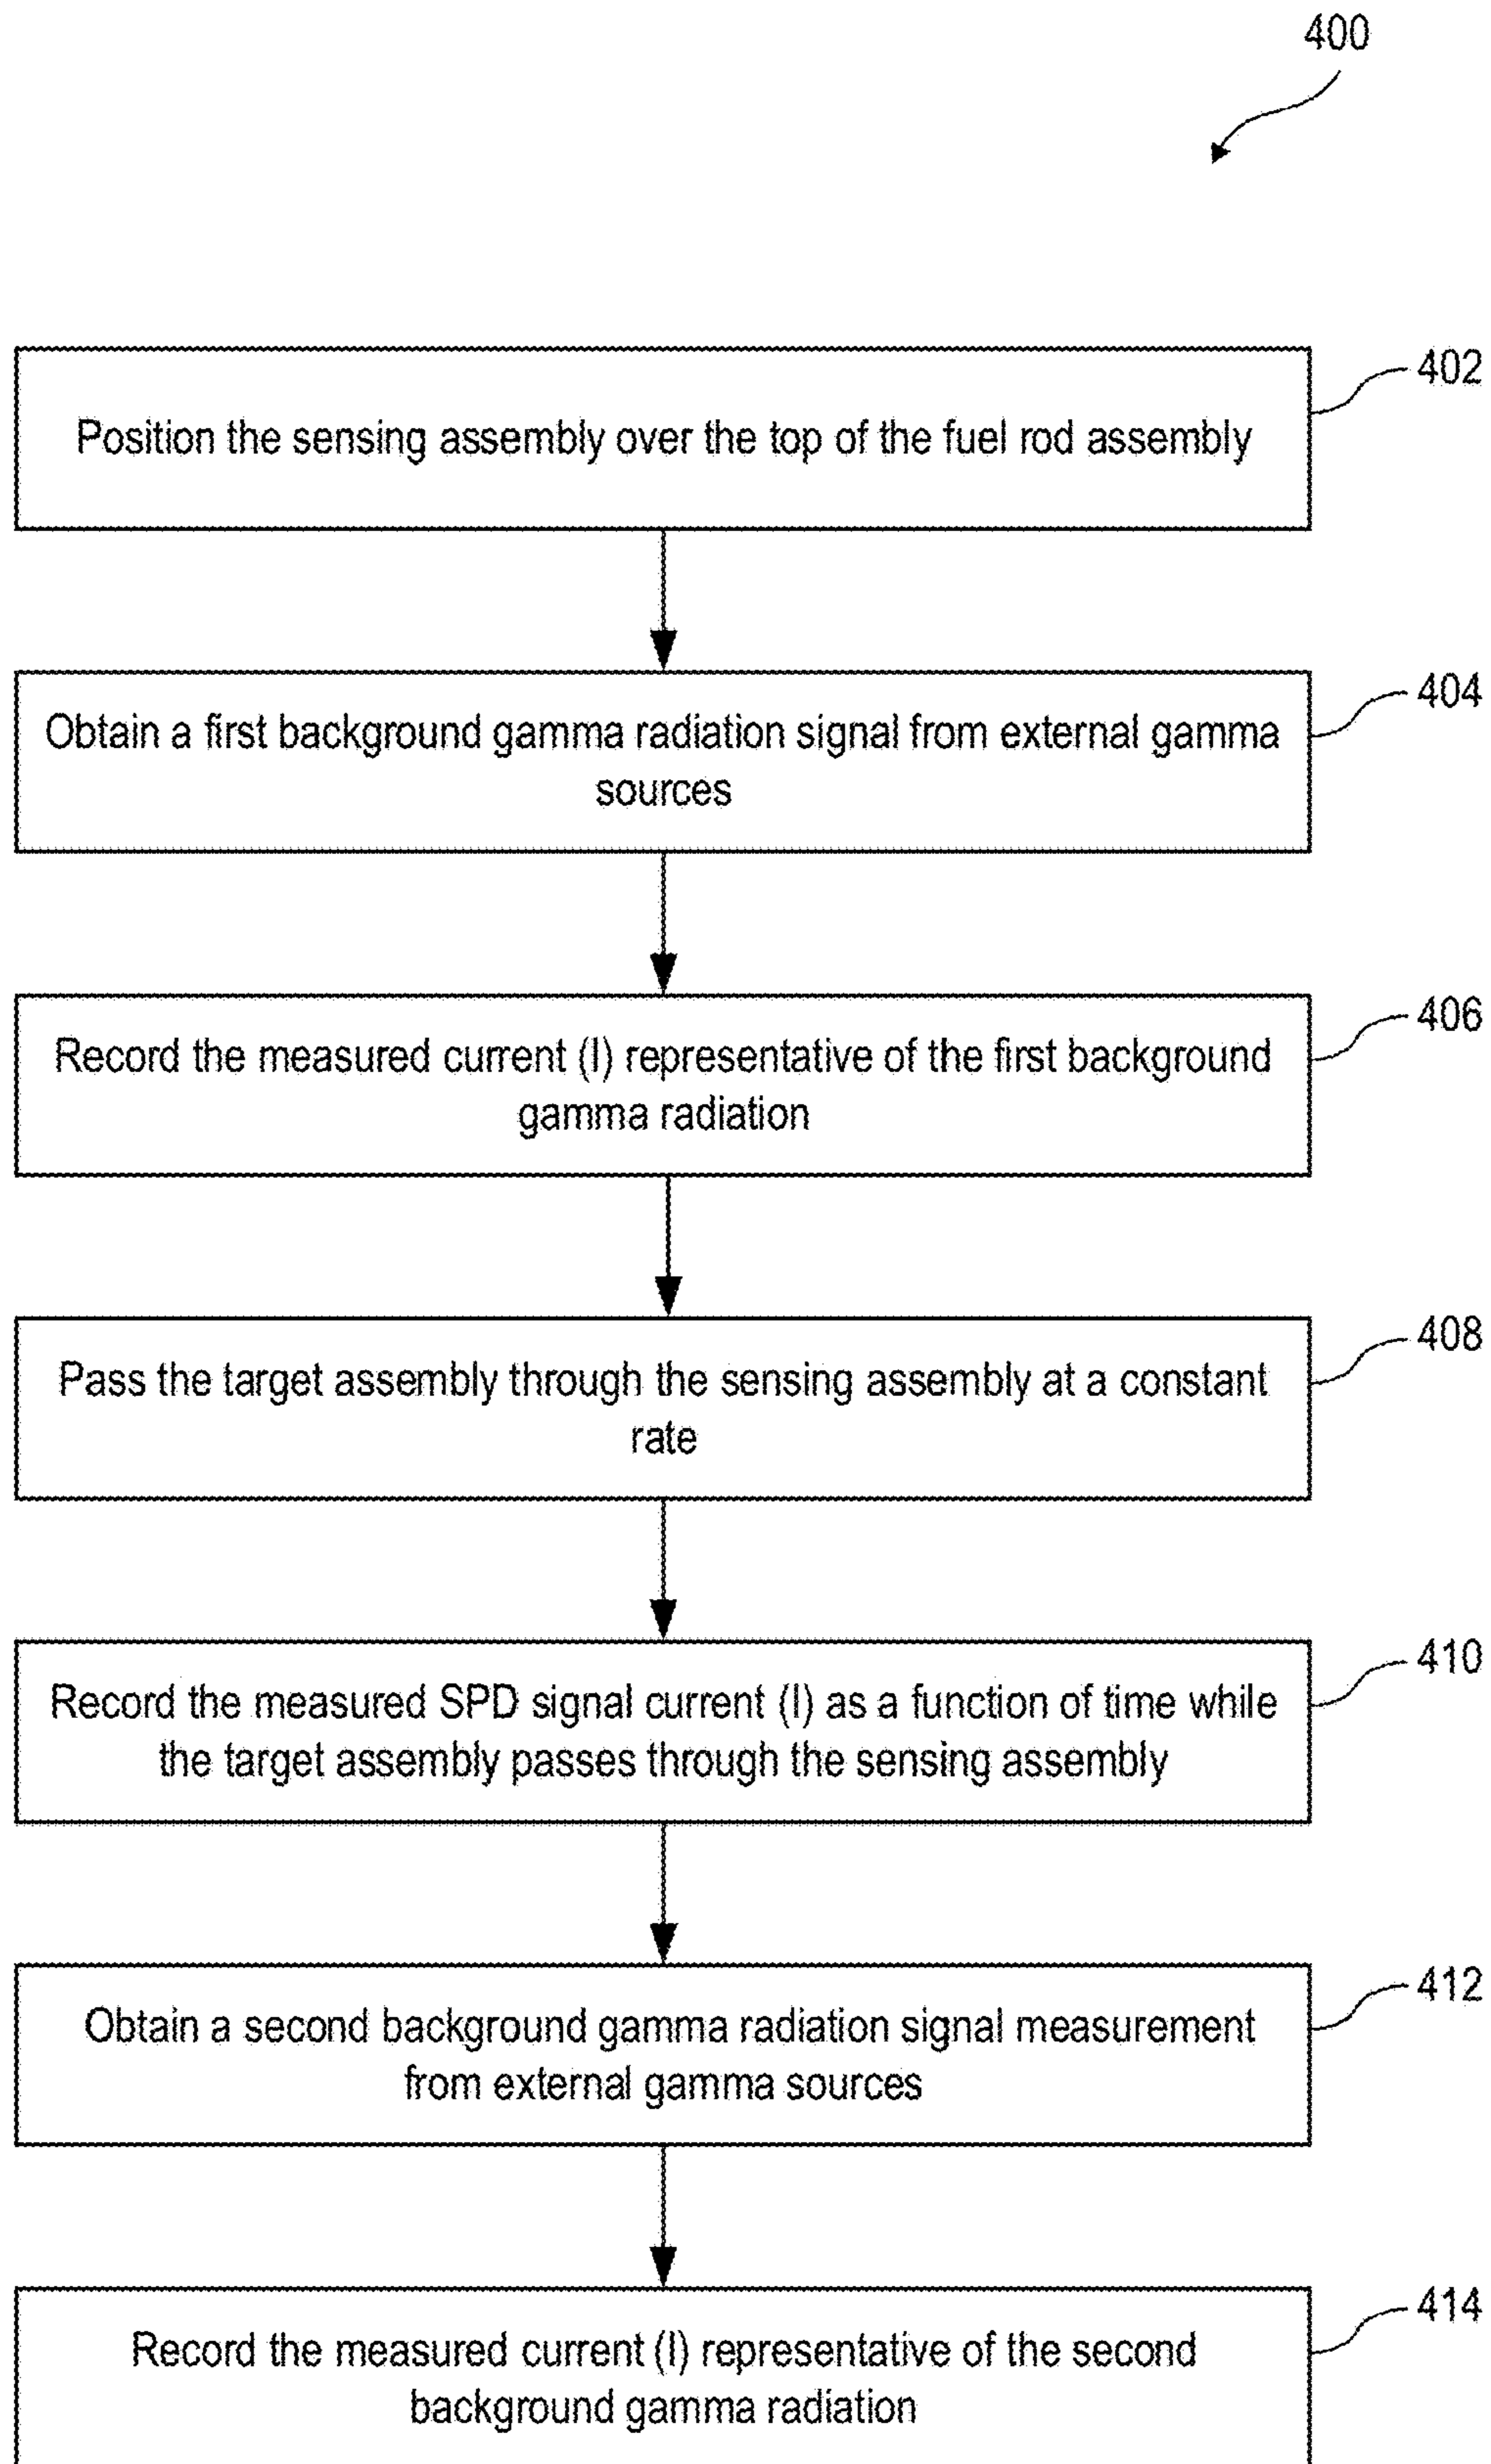 400
Position the sensing assembly over the top of the fuel rod assembly
402
Obtain a first background gamma radiation signal from external gamma
sources
404
Record the measured current (I) representative of the first background
gamma radiation
406
Pass the target assembly through the sensing assembly at a constant
rate
408
Record the measured SPD signal current (I) as a function of time while
the target assembly passes through the sensing assembly
410
Obtain a second background gamma radiation signal measurement
from external gamma sources
412
Record the measured current (I) representative of the second
background gamma radiation
414